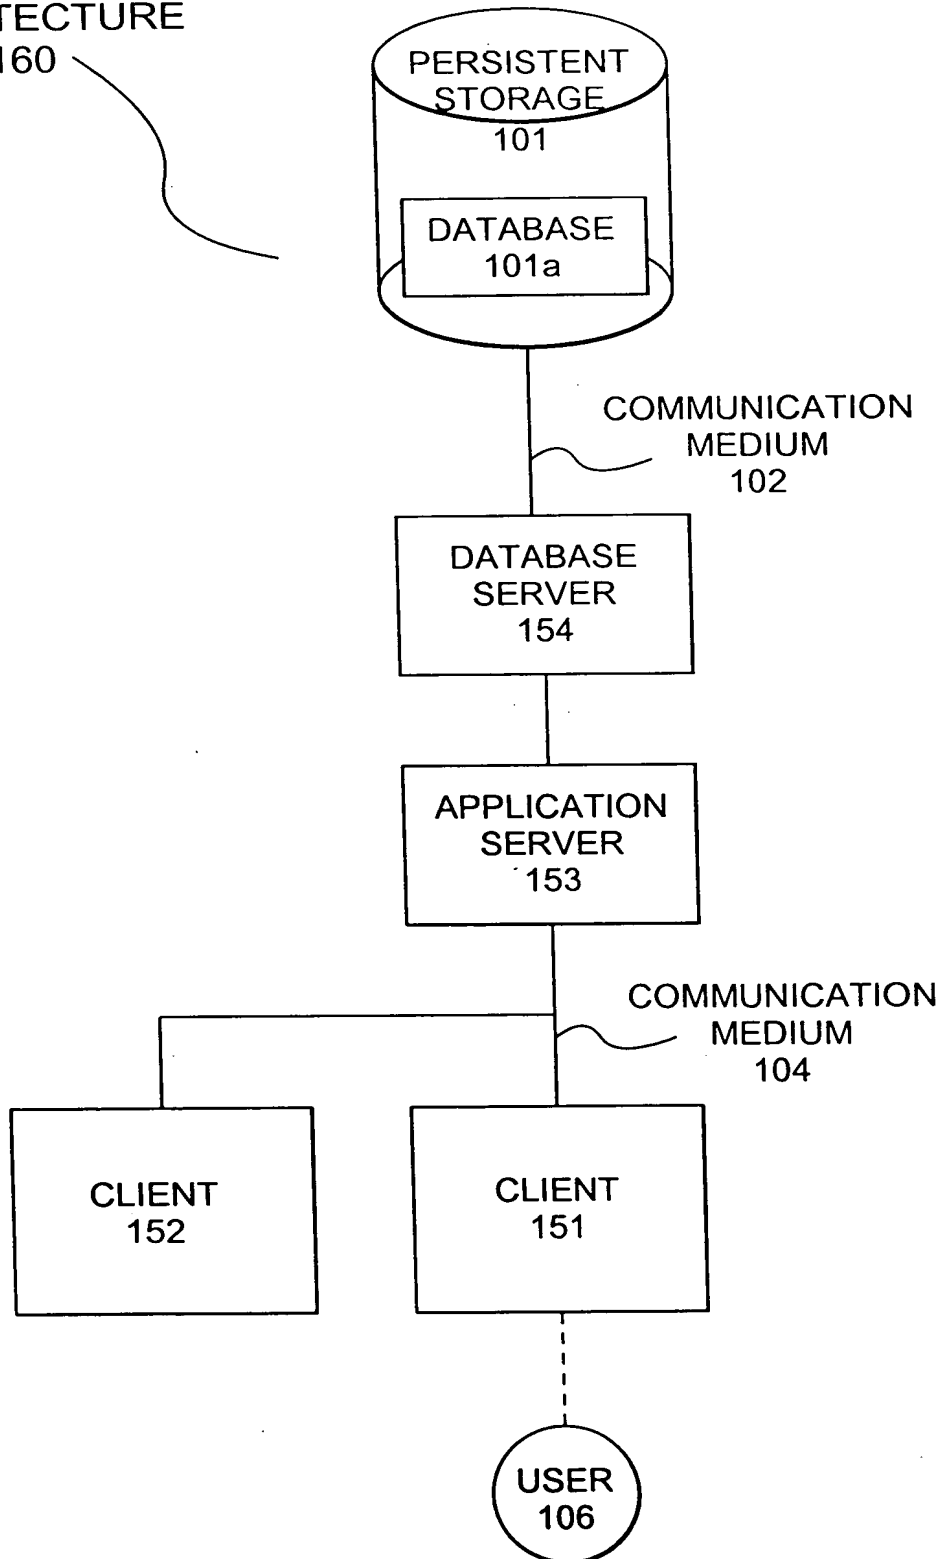 TECTURE
160
PERSISTENT
STORAGE
101
DATABASE
101a
COMMUNICATION
MEDIUM
102
DATABASE
SERVER
154
APPLICATION
SERVER
153
COMMUNICATION
MEDIUM
104
CLIENT
152
CLIENT
151
USER
106